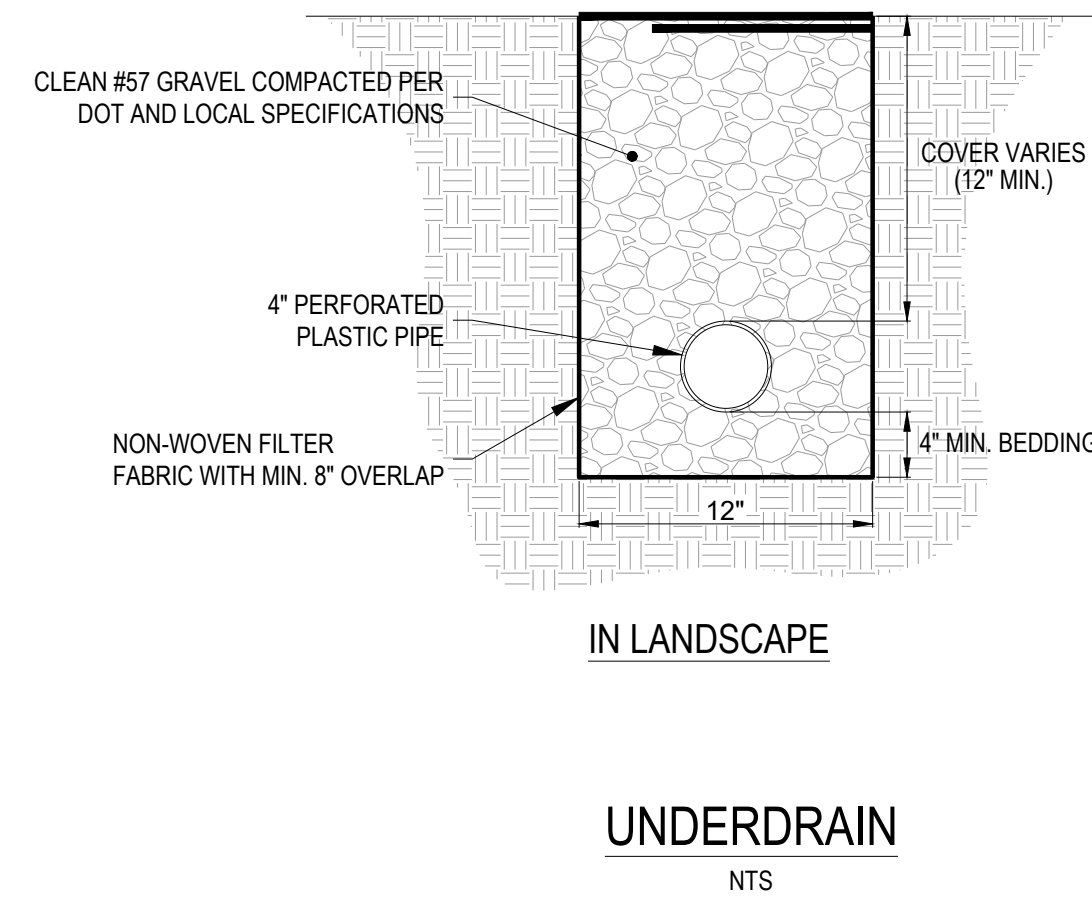 CLEAN #57 GRAVEL COMPACTED PER
DOT AND LOCAL SPECIFICATIONS
COVER VARIES
(12" MIN.)
4" PERFORATED
PLASTIC PIPE
NON-WOVEN FILTER
FABRIC WITH MIN. 8" OVERLAP
4" MIN. BEDDING
12"
IN LANDSCAPE
UNDERDRAIN
NTS